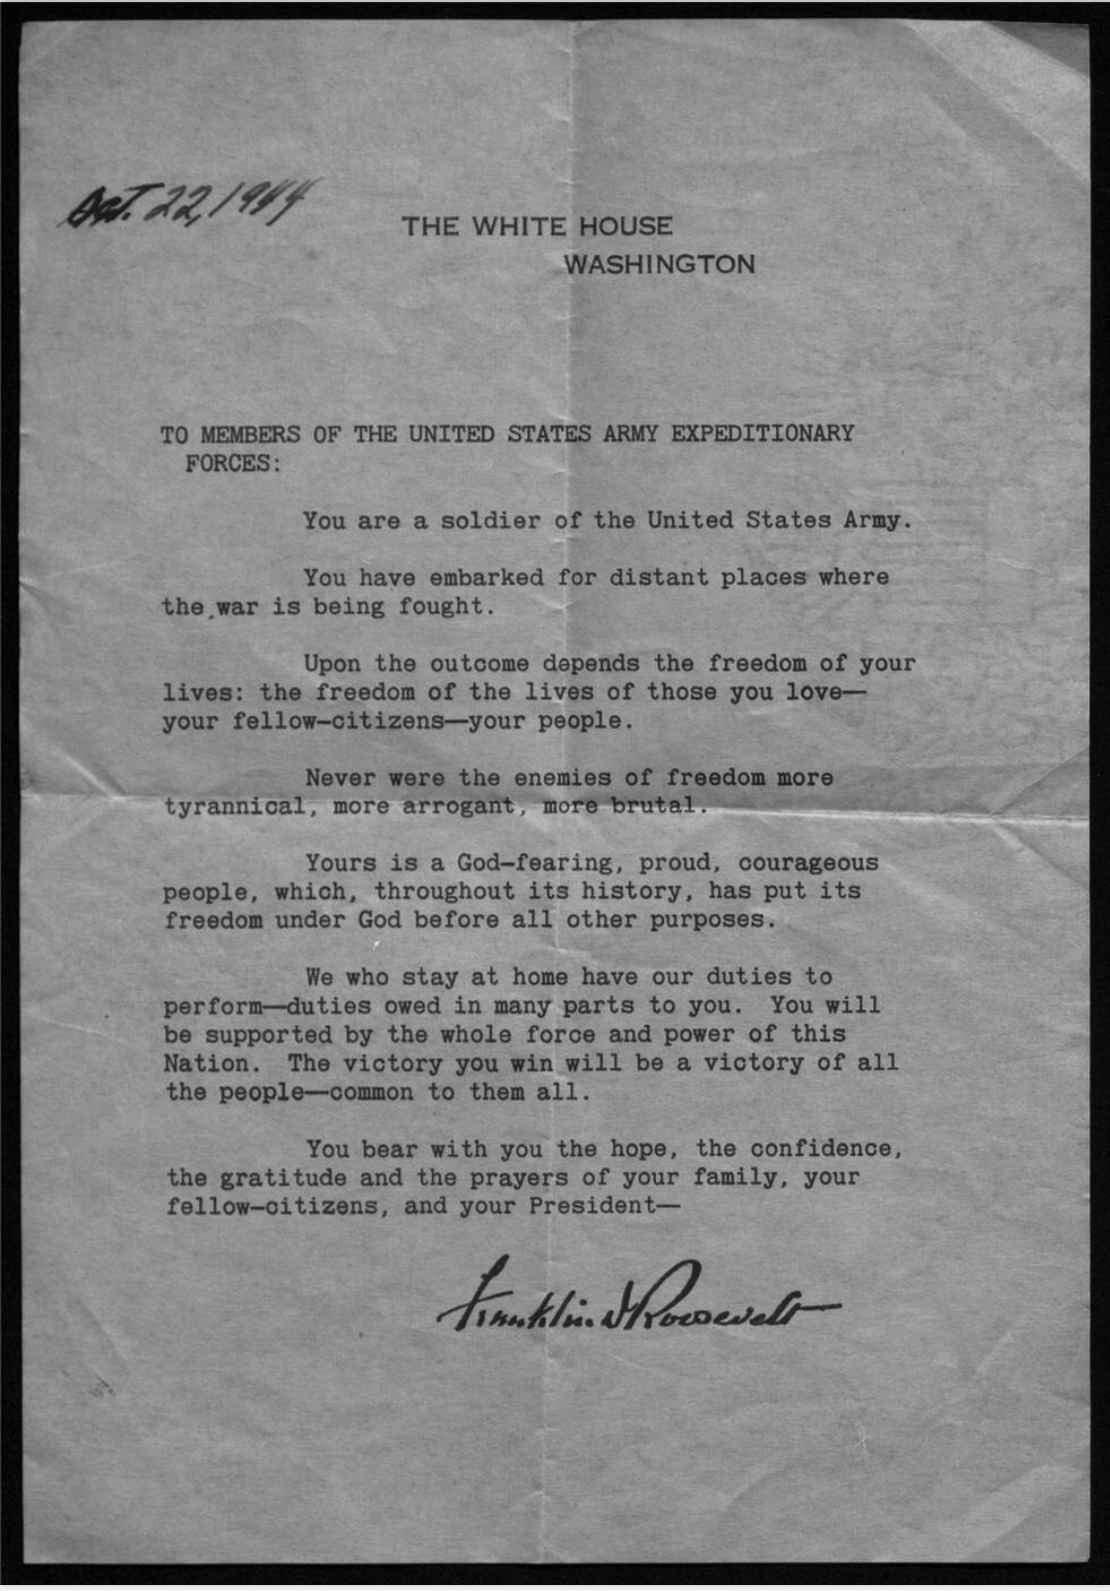 Oct. 22, 1944
THE WHITE HOUSE
WASHINGTON
TO MEMBERS OF THE UNITED STATES ARMY EXPEDITIONARY
FORCES:
You are a soldier of the United States Army.
You have embarked for distant places where
the war is being fought.
Upon the outcome depends the freedom of your
lives: the freedom of the lives of those you love—
your fellow-citizens—your people.
Never were the enemies of freedom more
tyrannical, more arrogant, more brutal.
Yours is a God-fearing, proud, courageous
people, which, throughout its history, has put its
freedom under God before all other purposes.
We who stay at home have our duties to
perform—duties owed in many parts to you. You will
be supported by the whole force and power of this
Nation. The victory you win will be a victory of all
the people—common to them all.
You bear with you the hope, the confidence,
the gratitude and the prayers of your family, your
fellow-citizens, and your President—
Franklin D Roosevelt